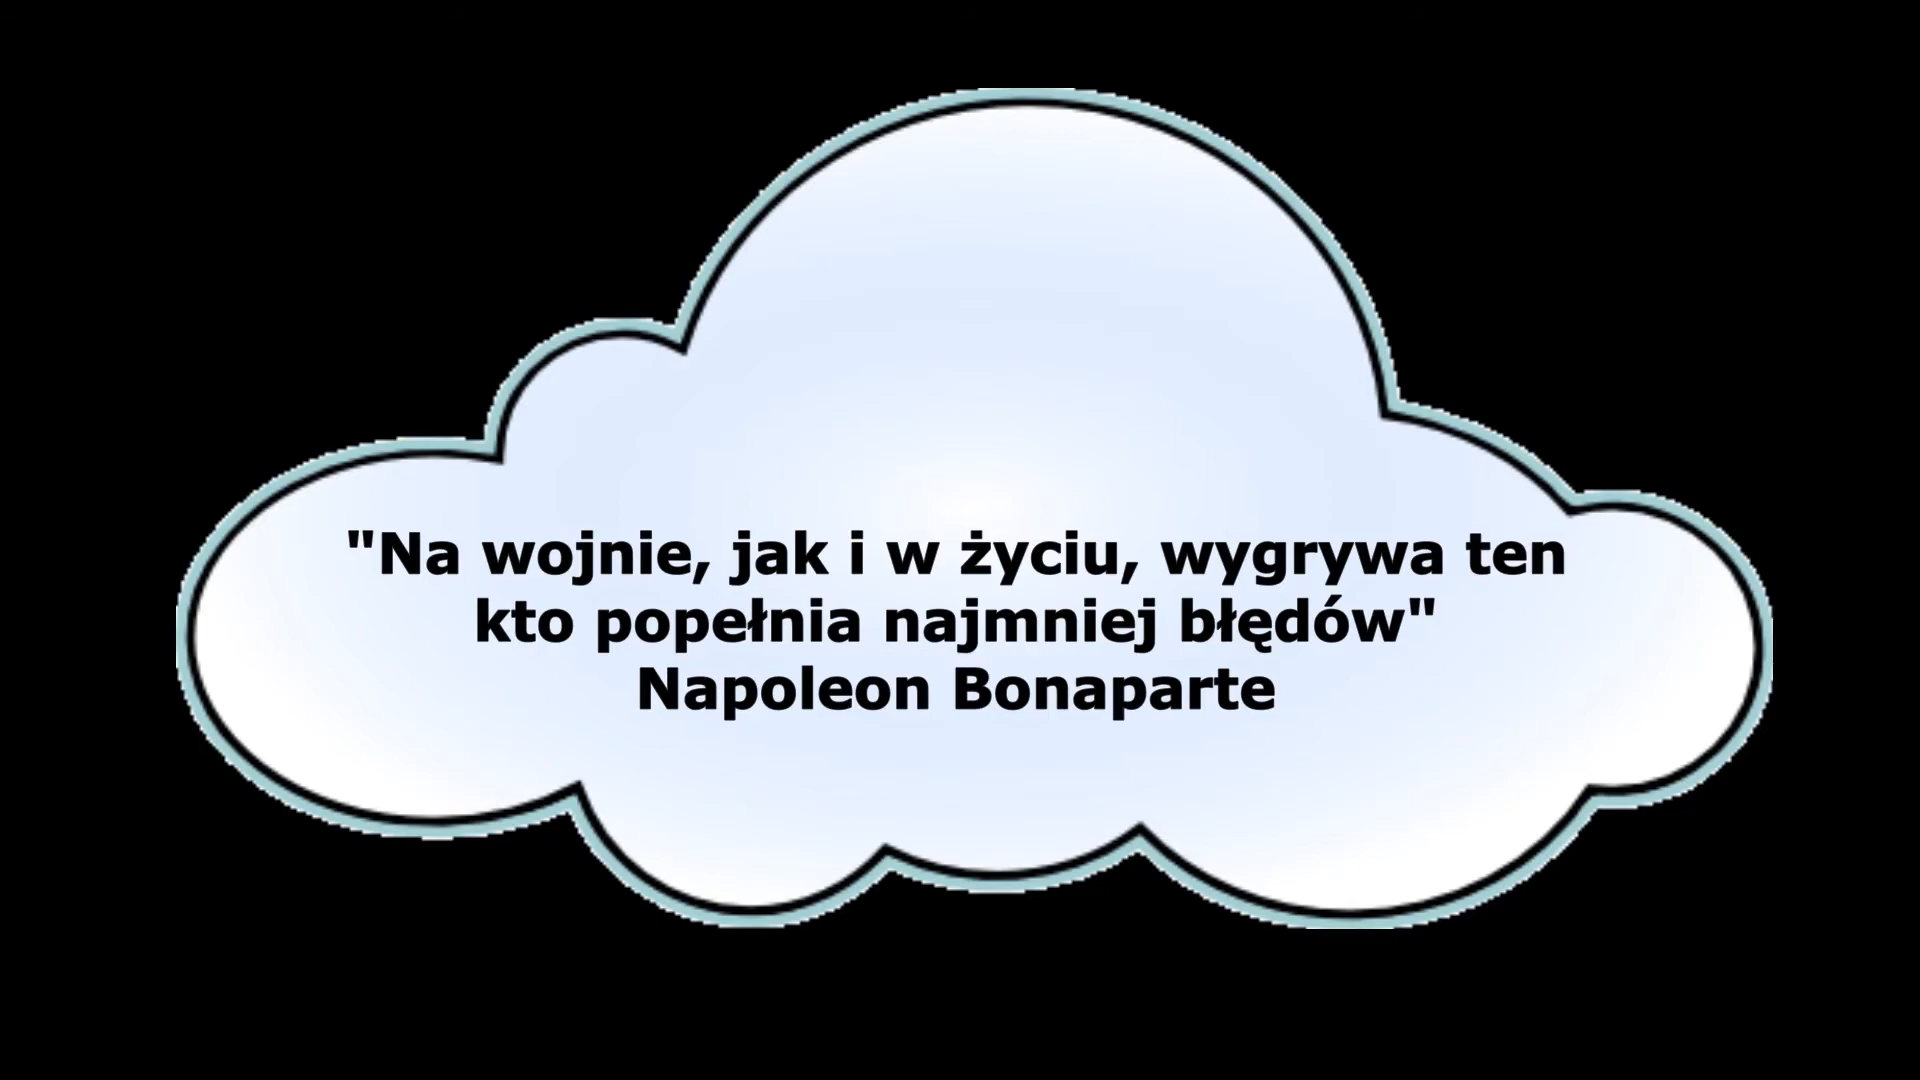 "Na wojnie, jak i w życiu, wygrywa ten
kto popełnia najmniej błędów"
Napoleon Bonaparte